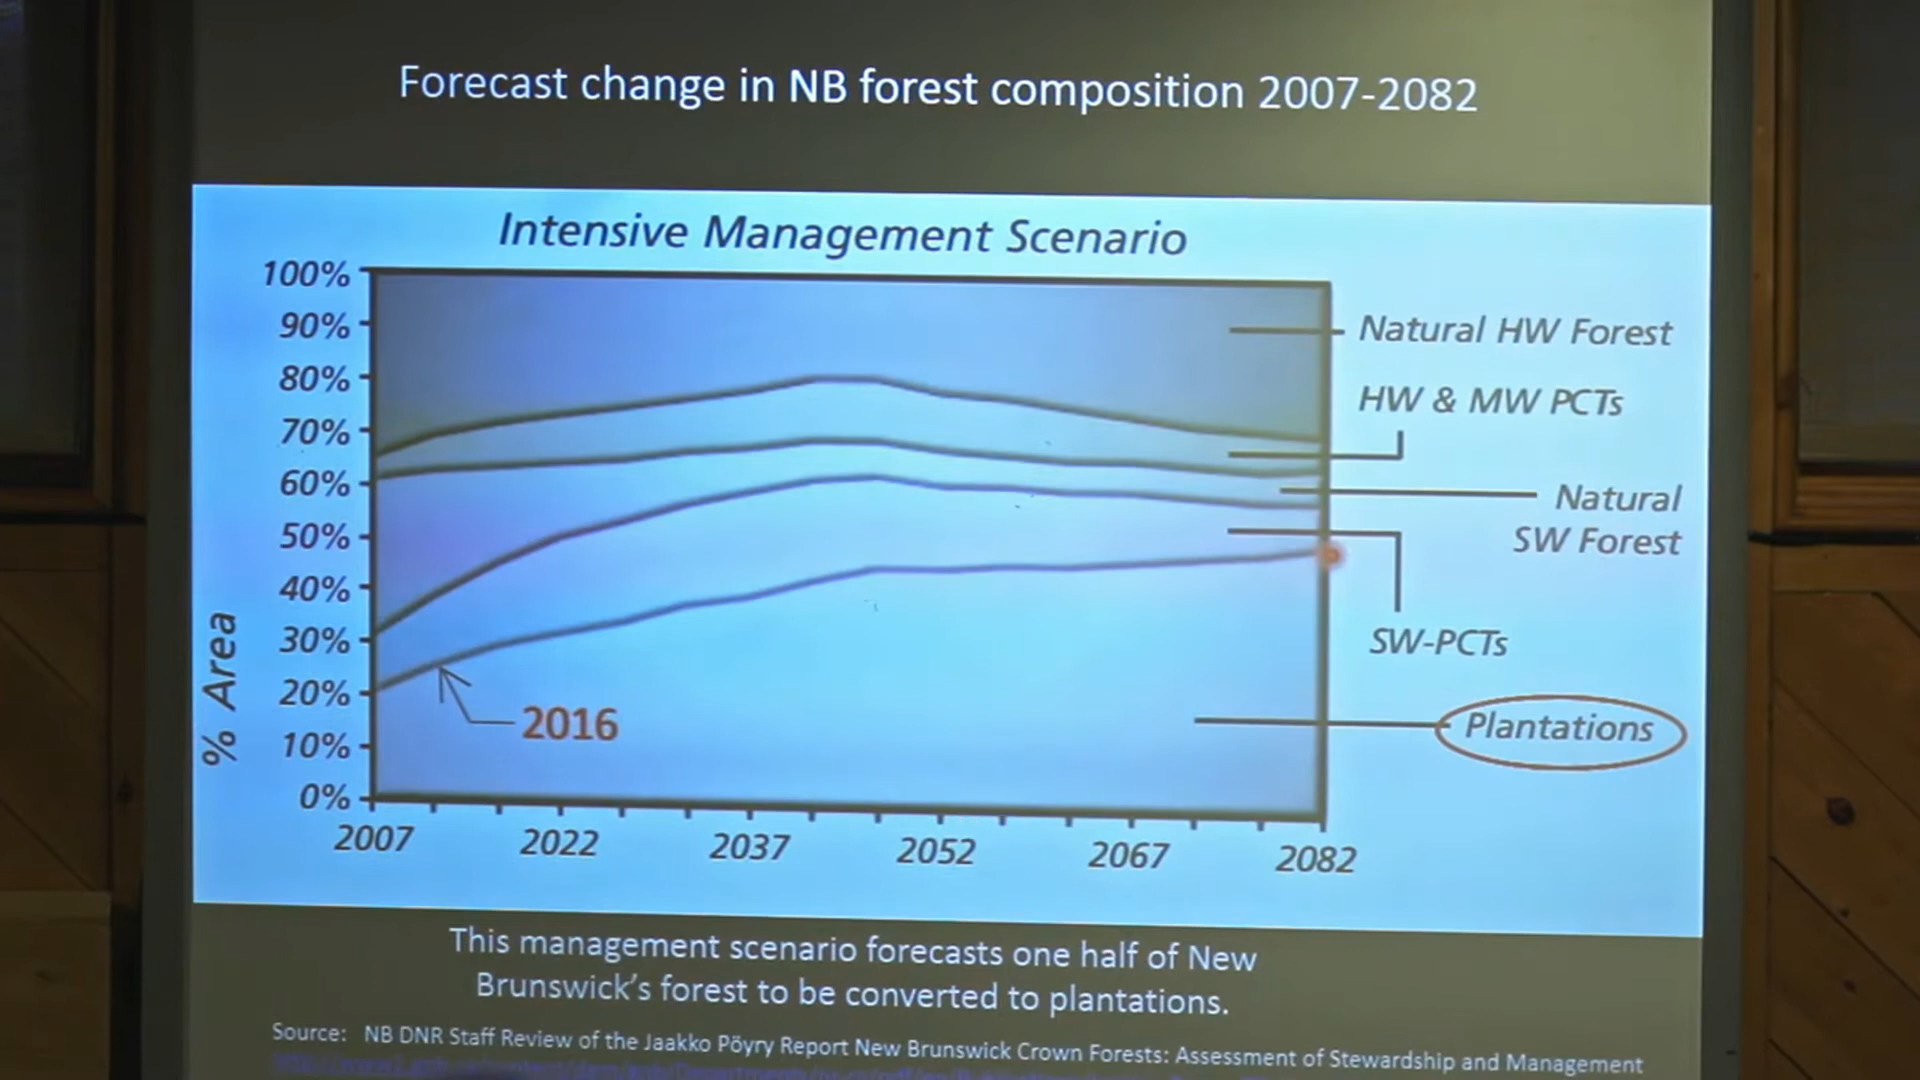 Forecast change in NB forest composition 2007-2082
Intensive Management Scenario
100%
90%
80%
70%
60%
50%
40%
30%
20%
10%
0%
% Area
2007
2022
2037
2052
2067
2082
2016
Natural HW Forest
HW & MW PCTs
Natural
SW Forest
SW-PCTs
Plantations
This management scenario forecasts one half of New
Brunswick's forest to be converted to plantations.
Source: NB DNR Staff Review of the Jaakko Pöyry Report New Brunswick Crown Forests: Assessment of Stewardship and Management